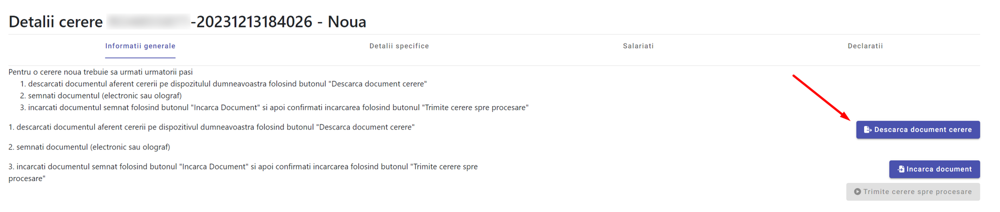 Detalii cerere -20231213184026 - Noua
Informatii generale
Detalii specifice
Salariati
Declaratii
Pentru o cerere noua trebuie sa urmati urmatorii pasi
1. descarcati documentul aferent cererii pe dispozitulul dumneavoastra folosind butonul "Descarca document cerere"
2. semnati documentul (electronic sau olograf)
3. incarcati documentul semnat folosind butonul "Incarca Document" si apoi confirmati incarcarea folosind butonul "Trimite cerere spre procesare"
1. descarcati documentul aferent cererii pe dispozitivul dumneavoastra folosind butonul "Descarca document cerere"
Descarca document cerere
2. semnati documentul (electronic sau olograf)
3. incarcati documentul semnat folosind butonul "Incarca Document" si apoi confirmati incarcarea folosind butonul "Trimite cerere spre
procesare"
Incarca document
Trimite cerere spre procesare